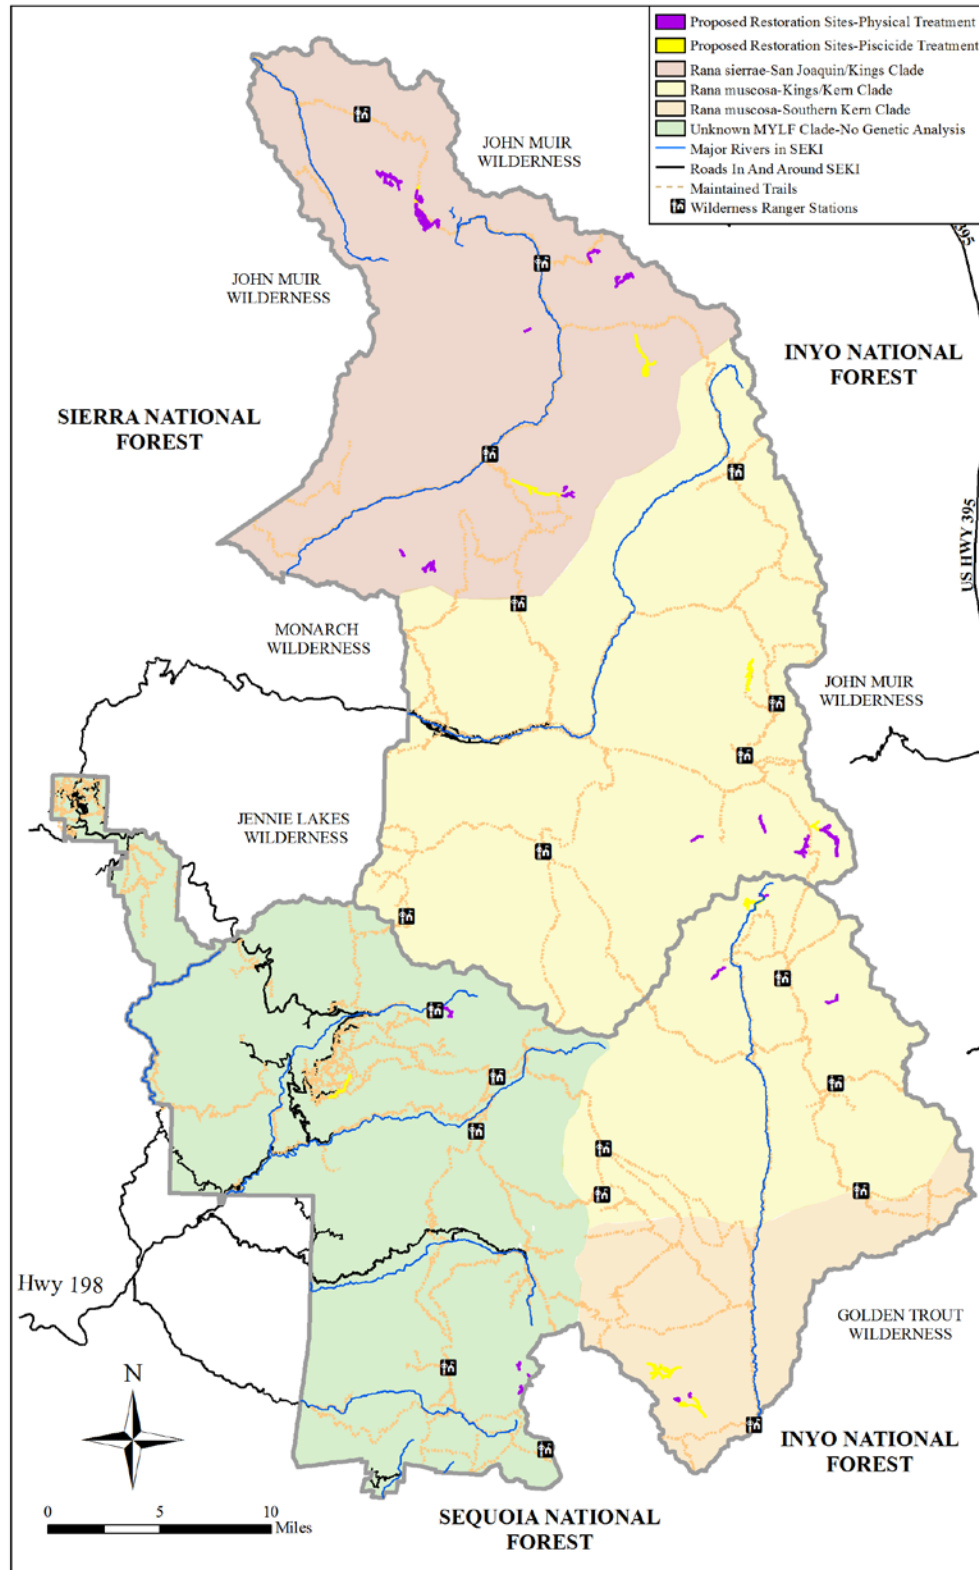 Proposed Restoration Sites-Physical Treatment
Proposed Restoration Sites-Piscicide Treatment
Rana sierrae-San Joaquin/Kings Clade
Rana muscosa-Kings/Kern Clade
Rana muscosa-Southern Kern Clade
Unknown MYLF Clade-No Genetic Analysis
Major Rivers in SEKI
Roads In And Around SEKI
Maintained Trails
Wilderness Ranger Stations
JOHN MUIR
WILDERNESS
395
JOHN MUIR
WILDERNESS
INYO NATIONAL
FOREST
SIERRA NATIONAL
FOREST
US HWY 395
MONARCH
WILDERNESS
JOHN MUIR
WILDERNESS
JENNIE LAKES
WILDERNESS
Hwy 198
GOLDEN TROUT
WILDERNESS
N
INYO NATIONAL
FOREST
0 5 10
Miles
SEQUOIA NATIONAL
FOREST